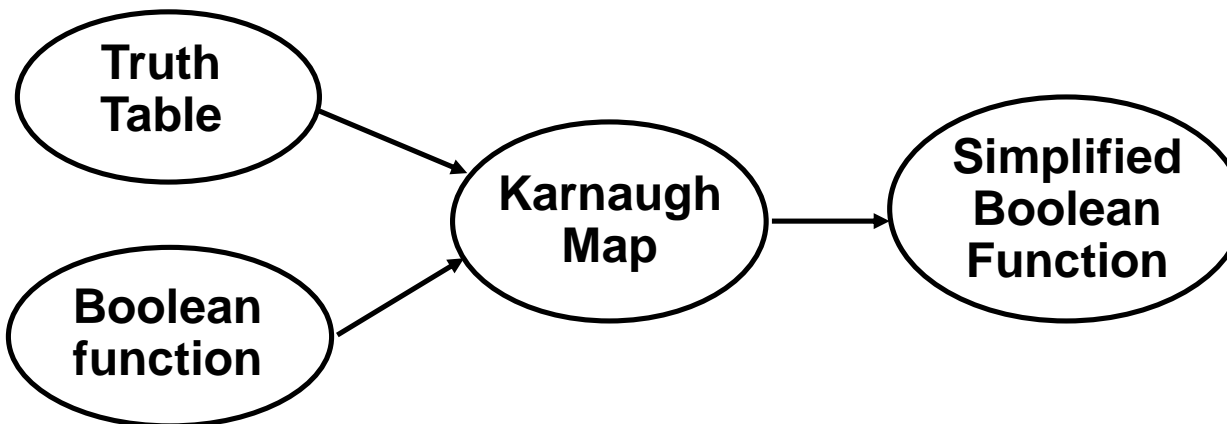 Truth
Table
Boolean
function
Karnaugh
Map
Simplified
Boolean
Function